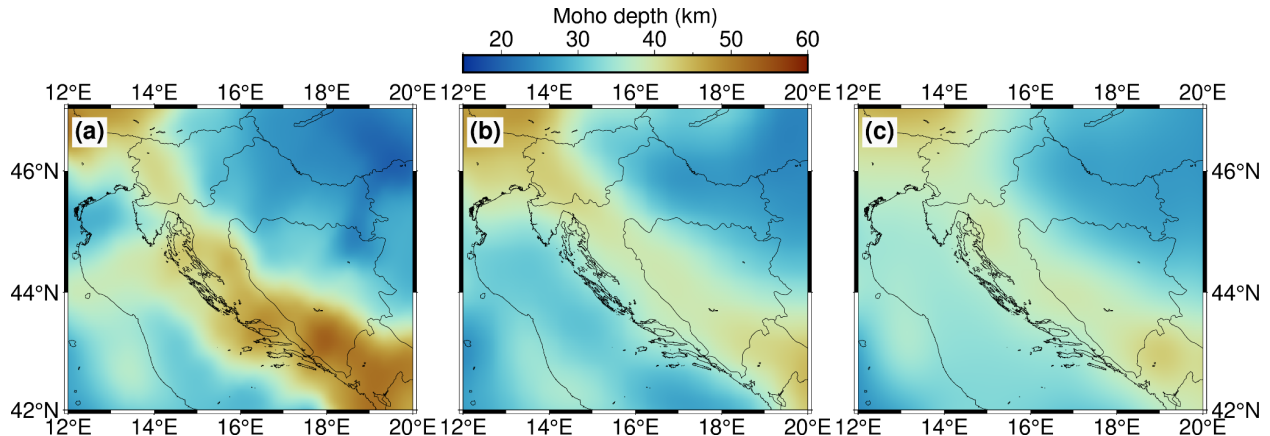 Moho depth (km)
20 30 40 50 60
12°E 14°E 16°E 18°E 20°E 12°E 14°E 16°E 18°E 20°E 12°E 14°E 16°E 18°E 20°E
(a) (b) (c)
46°N 46°N
44°N 44°N
42°N 42°N
12°E 14°E 16°E 18°E 20°E 12°E 14°E 16°E 18°E 20°E 12°E 14°E 16°E 18°E 20°E